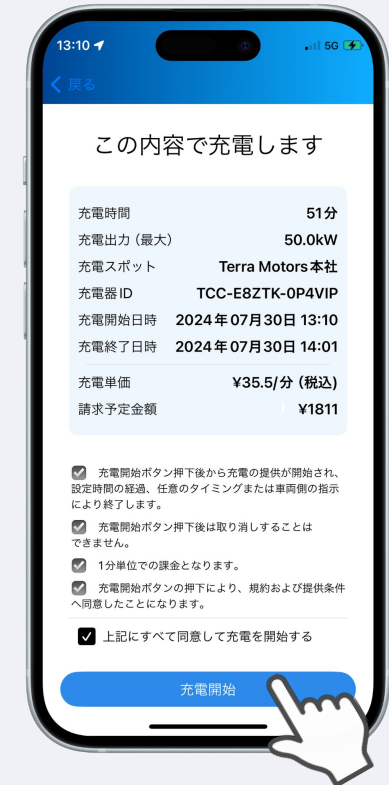 13:10
5G
戻る
この内容で充電します
充電時間 51分
充電出力（最大） 50.0kW
充電スポット Terra Motors本社
充電器ID TCC-E8ZTK-0P4VIP
充電開始日時 2024年07月30日 13:10
充電終了日時 2024年07月30日 14:01
充電単価 ¥35.5/分（税込）
請求予定金額 ¥1811
充電開始ボタン押下後から充電の提供が開始され、
設定時間の経過、任意のタイミングまたは車両側の指示
により終了します。
充電開始ボタン押下後は取り消しすることは
できません。
1分単位での課金となります。
充電開始ボタンの押下により、規約および提供条件
へ同意したことになります。
上記にすべて同意して充電を開始する
充電開始